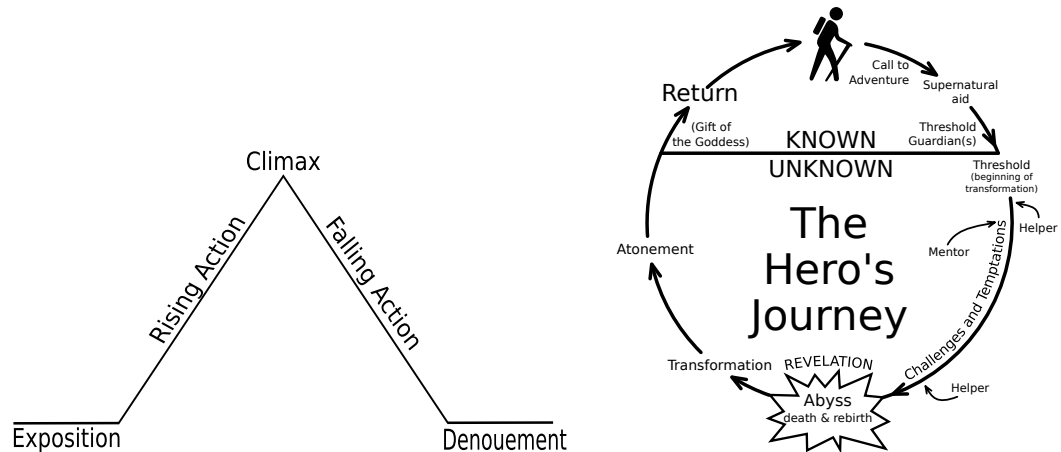 Climax
Rising Action
Falling Action
Exposition
Denouement
Call to
Adventure
Supernatural
aid
Return
(Gift of
the Goddess)
Threshold
Guardian(s)
KNOWN
UNKNOWN
Threshold
(beginning of
transformation)
Helper
Mentor
The
Hero's
Journey
Challenges and Temptations
Atonement
Transformation
REVELATION
Abyss
death & rebirth
Helper